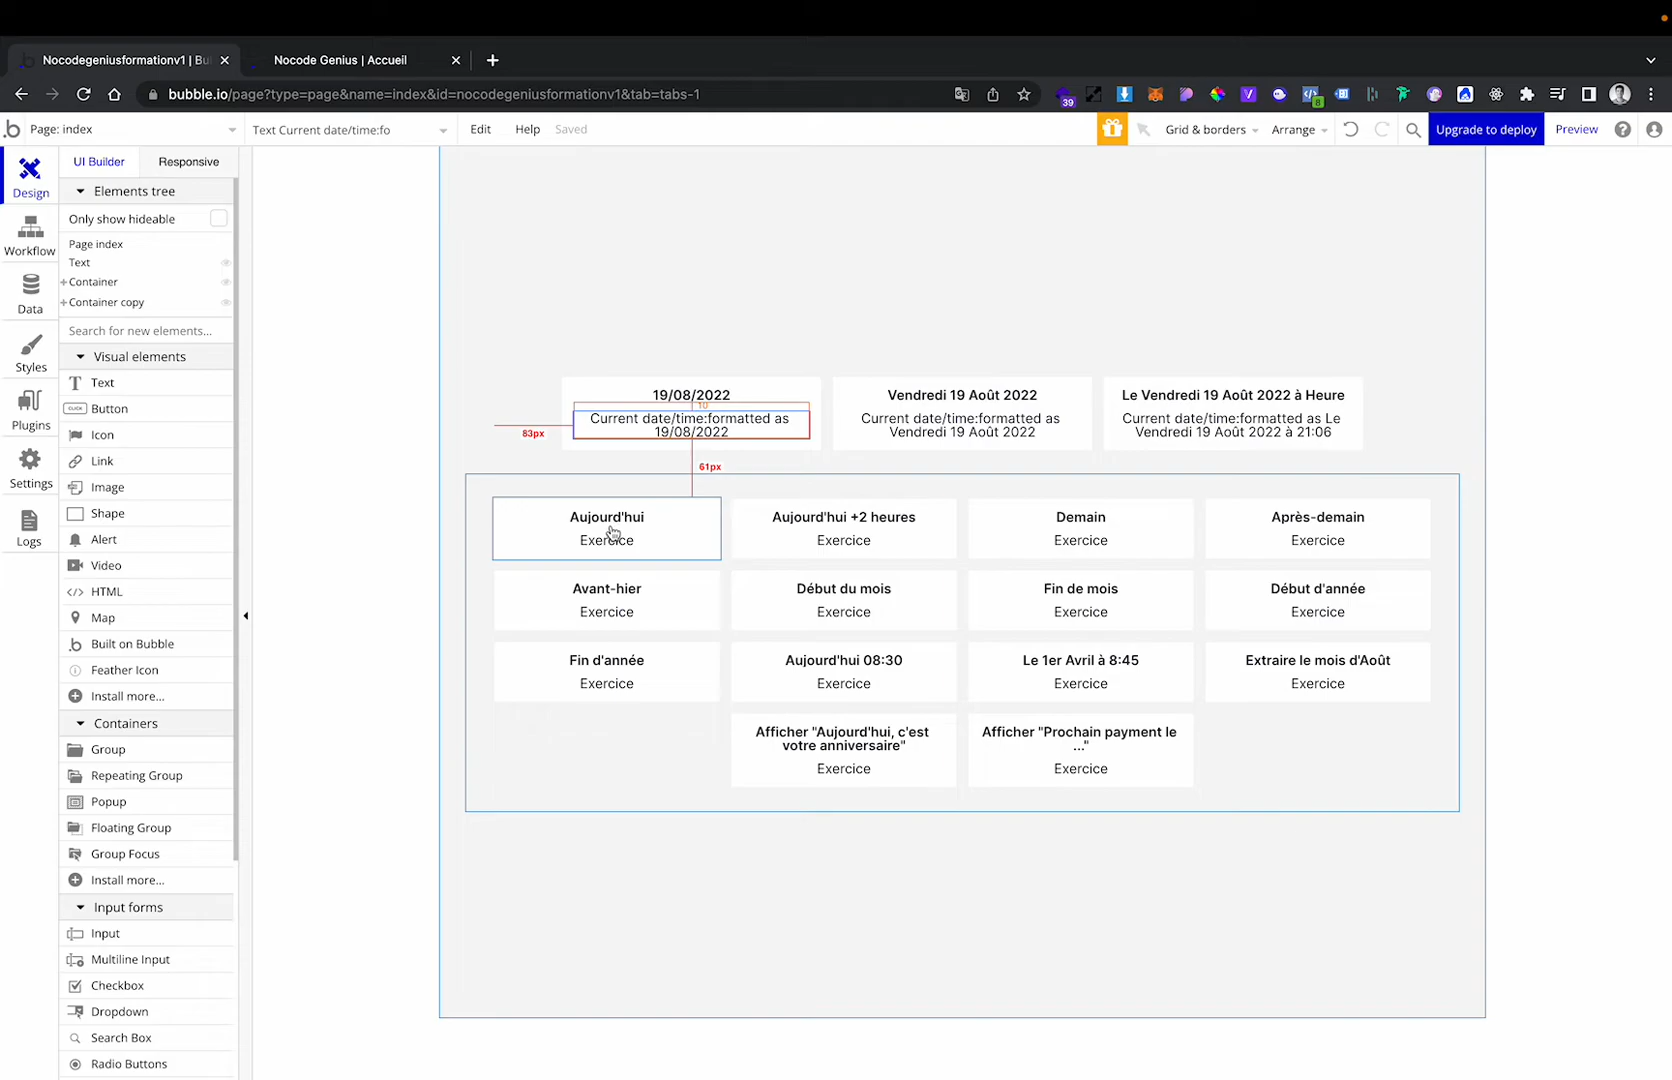 Nocodegeniusformationv1 | Bu
Nocode Genius | Accueil
bubble.io/page?type=page&name=index&id=nocodegeniusformationv1&tab=tabs-1
39
8
Page: index
Text Current date/time:fo
Edit
Help
Saved
Grid & borders
Arrange
Upgrade to deploy
Preview
Design
Workflow
Data
Plugins
Styles
Settings
Logs
UI Builder
Responsive
Elements tree
Only show hideable
Page index
Text
Container
Container copy
Search for new elements...
Visual elements
Text
CLICK
Button
Icon
Link
Image
Shape
Alert
Video
HTML
Map
Built on Bubble
Feather Icon
Install more...
Containers
Group
Repeating Group
Popup
Floating Group
Group Focus
Install more...
Input forms
Input
Multiline Input
Checkbox
Dropdown
Search Box
Radio Buttons
19/08/2022
10
Current date/time:formatted as
19/08/2022
83px
61px
Vendredi 19 Août 2022
Current date/time:formatted as
Vendredi 19 Août 2022
Le Vendredi 19 Août 2022 à Heure
Current date/time:formatted as Le
Vendredi 19 Août 2022 à 21:06
Aujourd'hui
Exercice
Aujourd'hui +2 heures
Exercice
Demain
Exercice
Après-demain
Exercice
Avant-hier
Exercice
Début du mois
Exercice
Fin de mois
Exercice
Début d'année
Exercice
Fin d'année
Exercice
Aujourd'hui 08:30
Exercice
Le 1er Avril à 8:45
Exercice
Extraire le mois d'Août
Exercice
Afficher "Aujourd'hui, c'est
votre anniversaire"
Exercice
Afficher "Prochain payment le
..."
Exercice